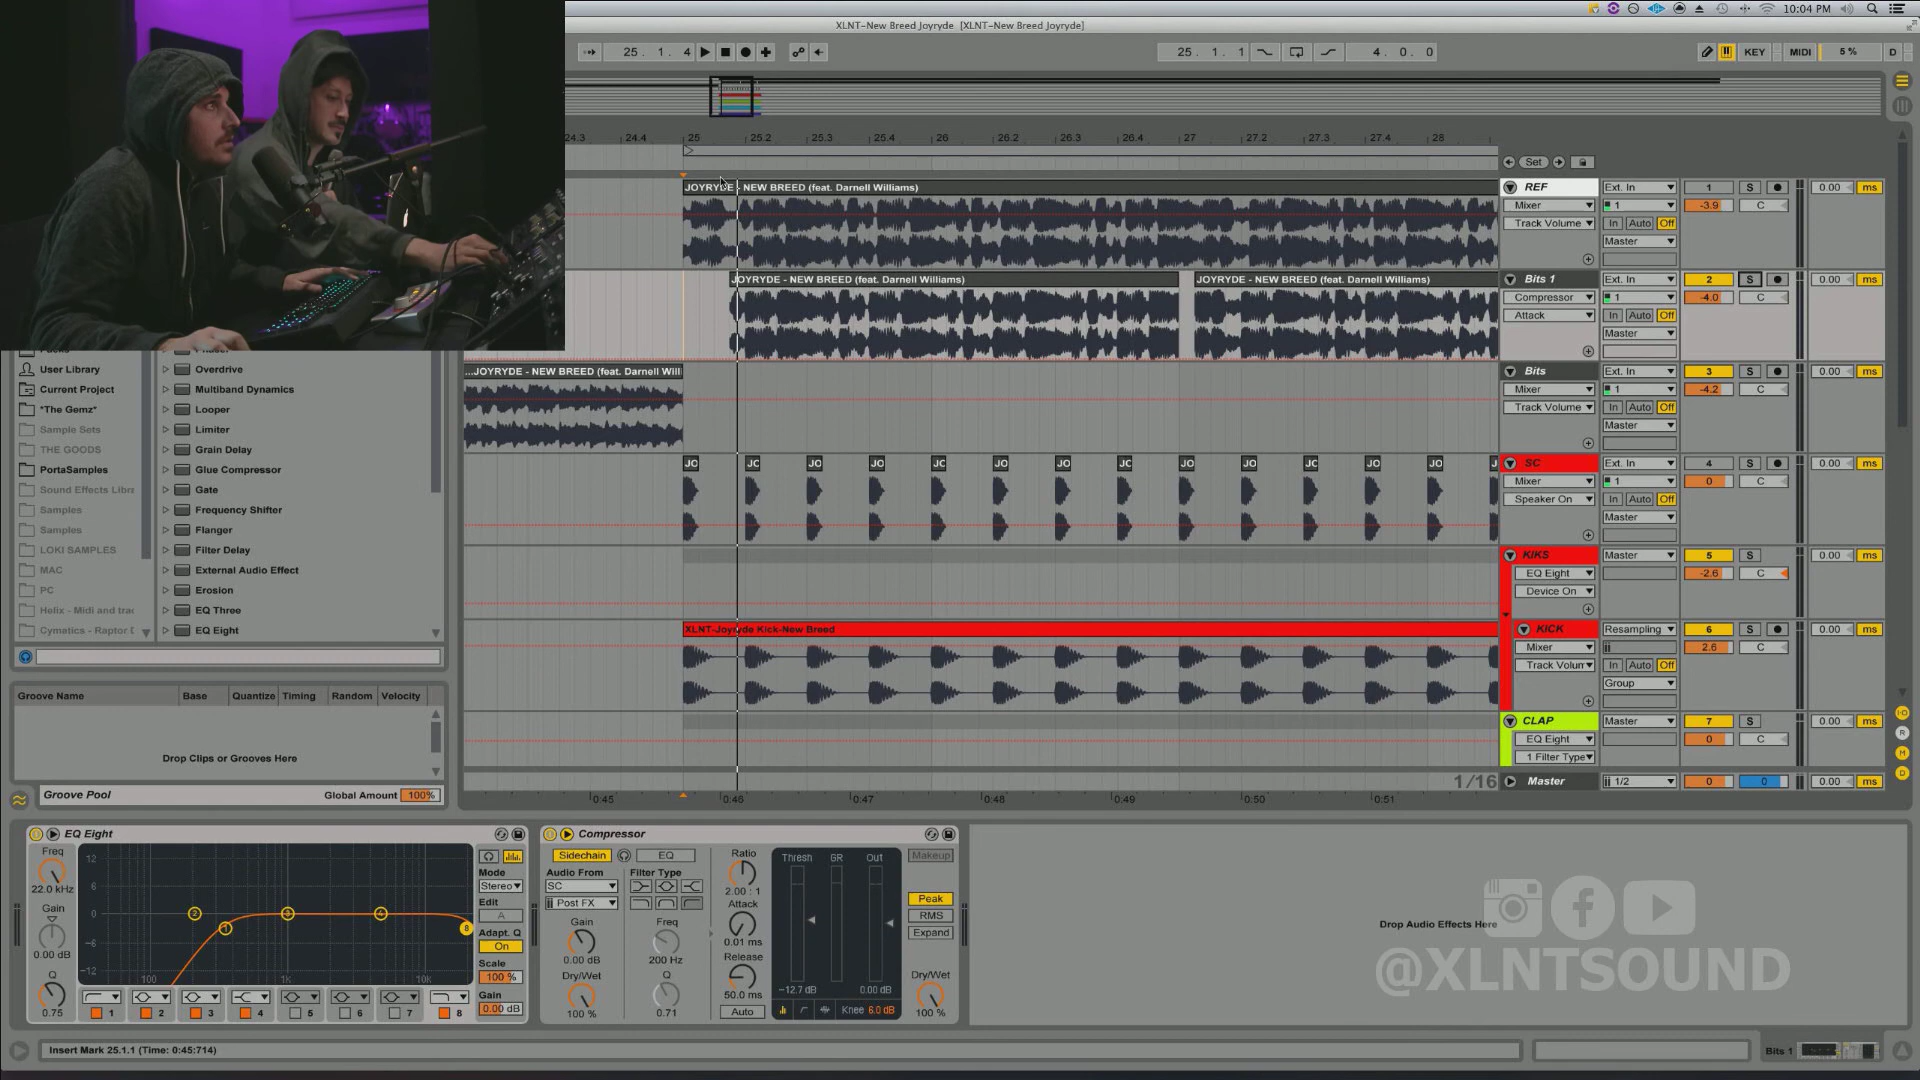 10:04 PM
XLNT-New Breed Joyryde [XLNT-New Breed Joyryde]
25. 1. 4
25. 1. 1
4. 0. 0
KEY
MIDI
5 %
D
24.3 24.4 25 25.2 25.3 25.4 26 26.2 26.3 26.4 27 27.2 27.3 27.4 28
Set
JOYRYDE - NEW BREED (feat. Darnell Williams)
REF Ext. In 1 S 0.00 ms
Mixer 1 -3.9 C
Track Volume In Auto Off
Master
JOYRYDE - NEW BREED (feat. Darnell Williams)
JOYRYDE - NEW BREED (feat. Darnell Williams)
Bits 1 Ext. In 2 S 0.00 ms
Compressor 1 -4.0 C
Attack In Auto Off
Master
...JOYRYDE - NEW BREED (feat. Darnell Will
Bits Ext. In 3 S 0.00 ms
Mixer 1 -4.2 C
Track Volume In Auto Off
Master
JO JO JO JO JO JO JO JO JO JO JO JO JO J
SC Ext. In 4 S 0.00 ms
Mixer 1 0 C
Speaker On In Auto Off
Master
KIKS Master 5 S 0.00 ms
EQ Eight -2.6 C
Device On
XLNT-Joyryde Kick-New Breed
KICK Resampling 6 S 0.00 ms
Mixer 2.6 C
Track Volum In Auto Off
Group
CLAP Master 7 S 0.00 ms
EQ Eight 0 C
1 Filter Type
1/16
Master 1/2 0 0 0.00 ms
0:45 0:46 0:47 0:48 0:49 0:50 0:51
User Library
Current Project
*The Gemz*
Sample Sets
THE GOODS
PortaSamples
Sound Effects Libra
Samples
Samples
LOKI SAMPLES
MAC
PC
Helix - Midi and trac
Cymatics - Raptor D
Overdrive
Multiband Dynamics
Looper
Limiter
Grain Delay
Glue Compressor
Gate
Frequency Shifter
Flanger
Filter Delay
External Audio Effect
Erosion
EQ Three
EQ Eight
Groove Name Base Quantize Timing Random Velocity
Drop Clips or Grooves Here
Groove Pool Global Amount 100%
EQ Eight
Freq
22.0 kHz
Gain
0.00 dB
Q
0.75
12
6
0
-6
-12
100 1k 10K
1 2 3 4 5 6 7 8
Mode
Stereo
Edit
A
Adapt. Q
On
Scale
100 %
Gain
0.00 dB
Compressor
Sidechain EQ
Audio From Filter Type
SC
Post FX
Gain Freq
0.00 dB 200 Hz
Dry/Wet Q
100 % 0.71
Ratio
2.00 : 1
Attack
0.01 ms
Release
50.0 ms
Auto
Thresh GR Out
-12.7 dB 0.00 dB
Knee 6.0 dB
Makeup
Peak
RMS
Expand
Dry/Wet
100 %
Drop Audio Effects Here
@XLNTSOUND
Insert Mark 25.1.1 (Time: 0:45:714)
Bits 1